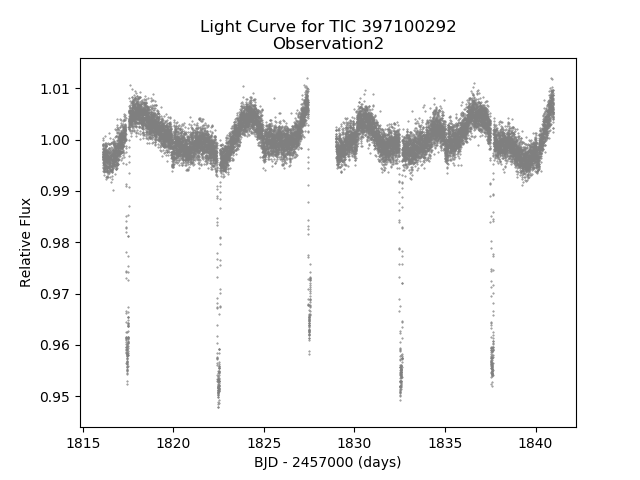 Light Curve for TIC 397100292
Observation2
1.01
1.00
0.99
0.98
0.97
0.96
0.95
Relative Flux
1815 1820 1825 1830 1835 1840
BJD - 2457000 (days)